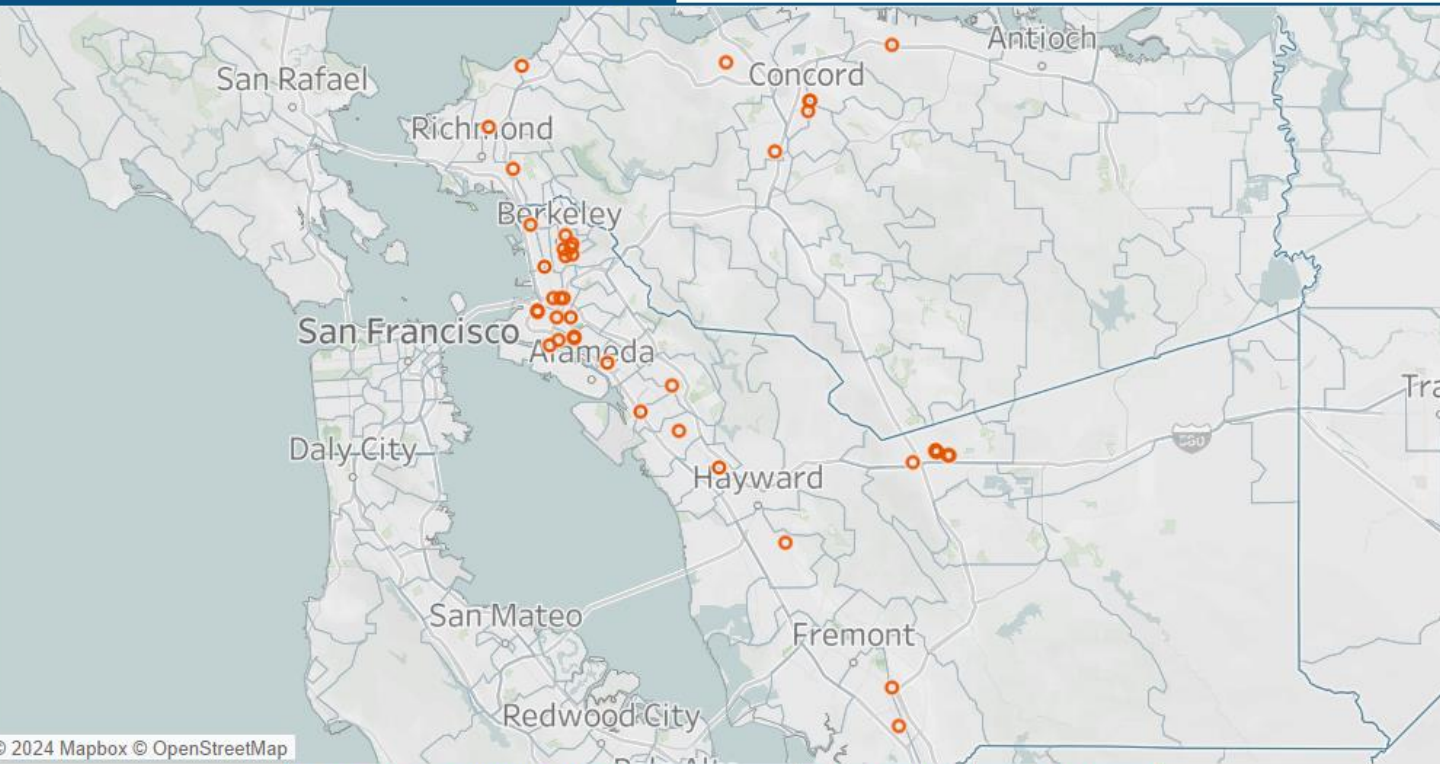 Antioch
San Rafael
Concord
Richmond
Berkeley
San Francisco
Alameda
Tra
Daly City
580
Hayward
San Mateo
Fremont
Redwood City
© 2024 Mapbox © OpenStreetMap